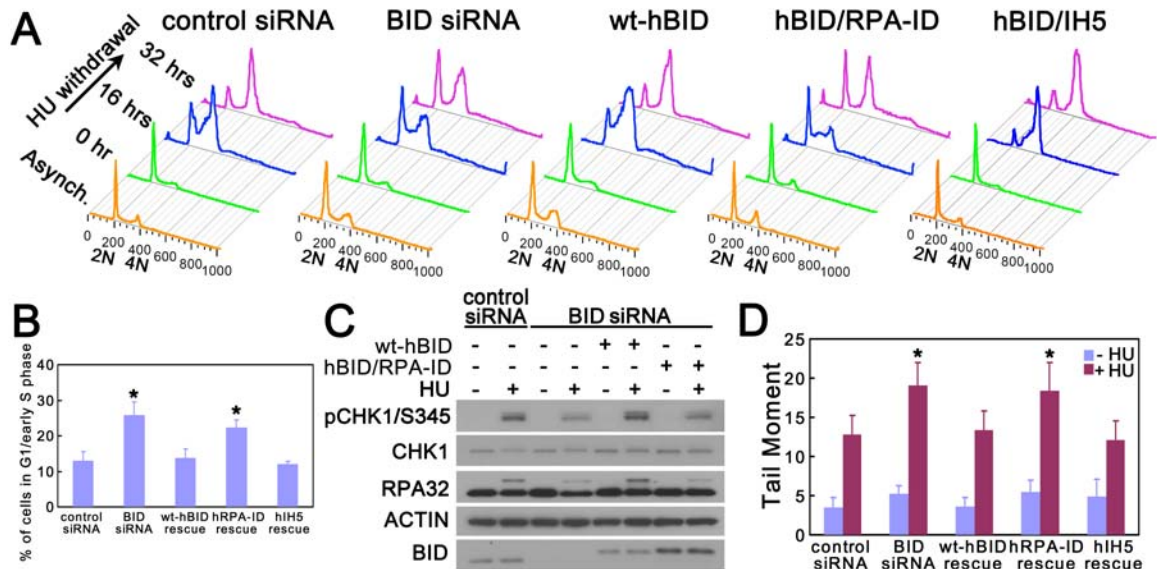 A
control siRNA BID siRNA wt-hBID hBID/RPA-ID hBID/IH5
HU withdrawal
32 hrs
16 hrs
0 hr
Asynch.
0 200 400 600 800 1000
2N 4N
0 200 400 600 800 1000
2N 4N
0 200 400 600 800 1000
2N 4N
0 200 400 600 800 1000
2N 4N
0 200 400 600 800 1000
2N 4N
B
% of cells in G1/early S phase
40
30
20
10
0
* *
control siRNA
BID siRNA
wt-hBID rescue
hRPA-ID rescue
hIH5 rescue
C
control siRNA
BID siRNA
wt-hBID + +
hBID/RPA-ID - - - - - - + +
HU - + - + - + - +
pCHK1/S345
CHK1
RPA32
ACTIN
BID
D
Tail Moment
25
20
15
10
5
0
* *
- HU
+ HU
control siRNA
BID siRNA
wt-hBID rescue
hRPA-ID rescue
hIH5 rescue